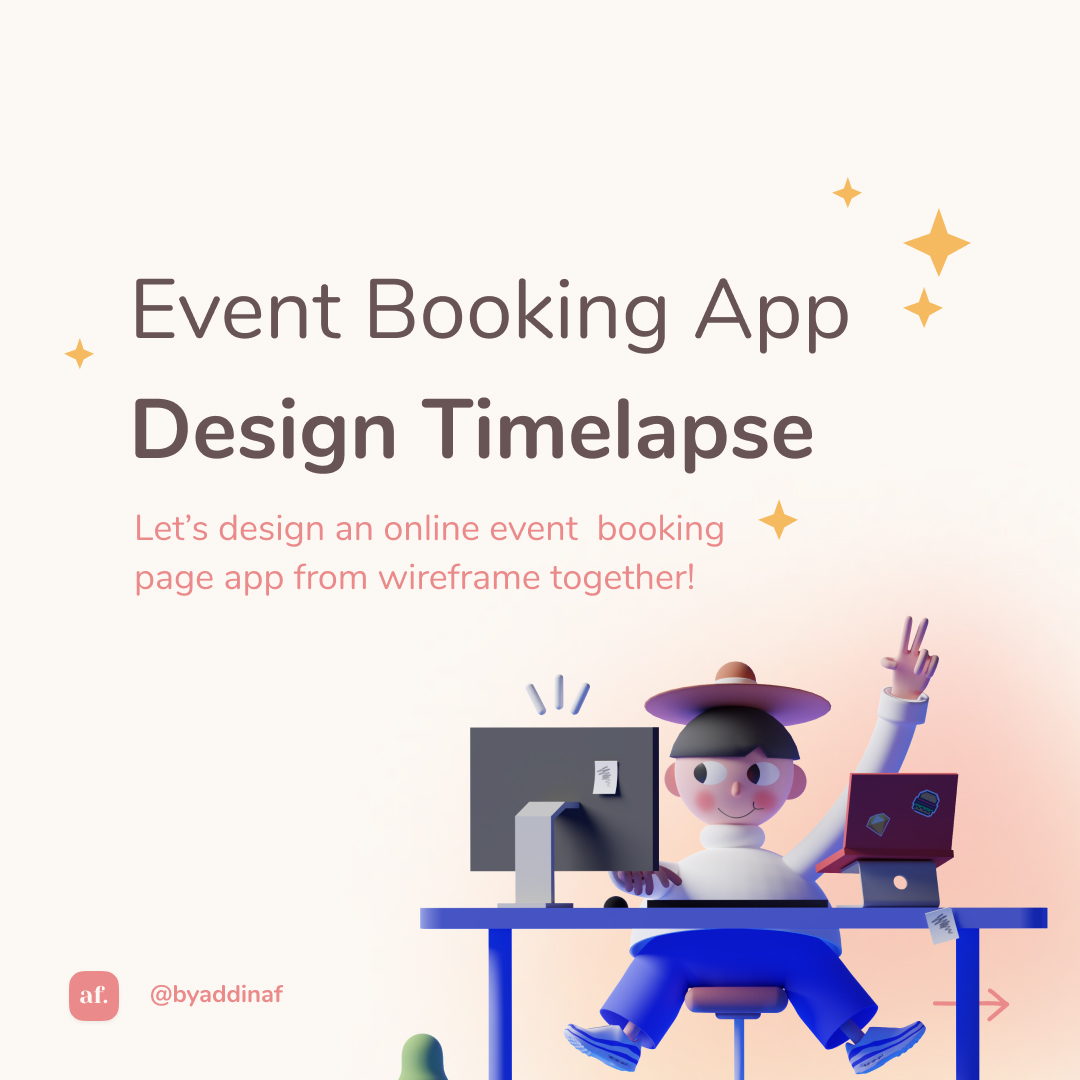 Event Booking App
Design Timelapse
Let’s design an online event  booking
page app from wireframe together!
af.
@byaddinaf